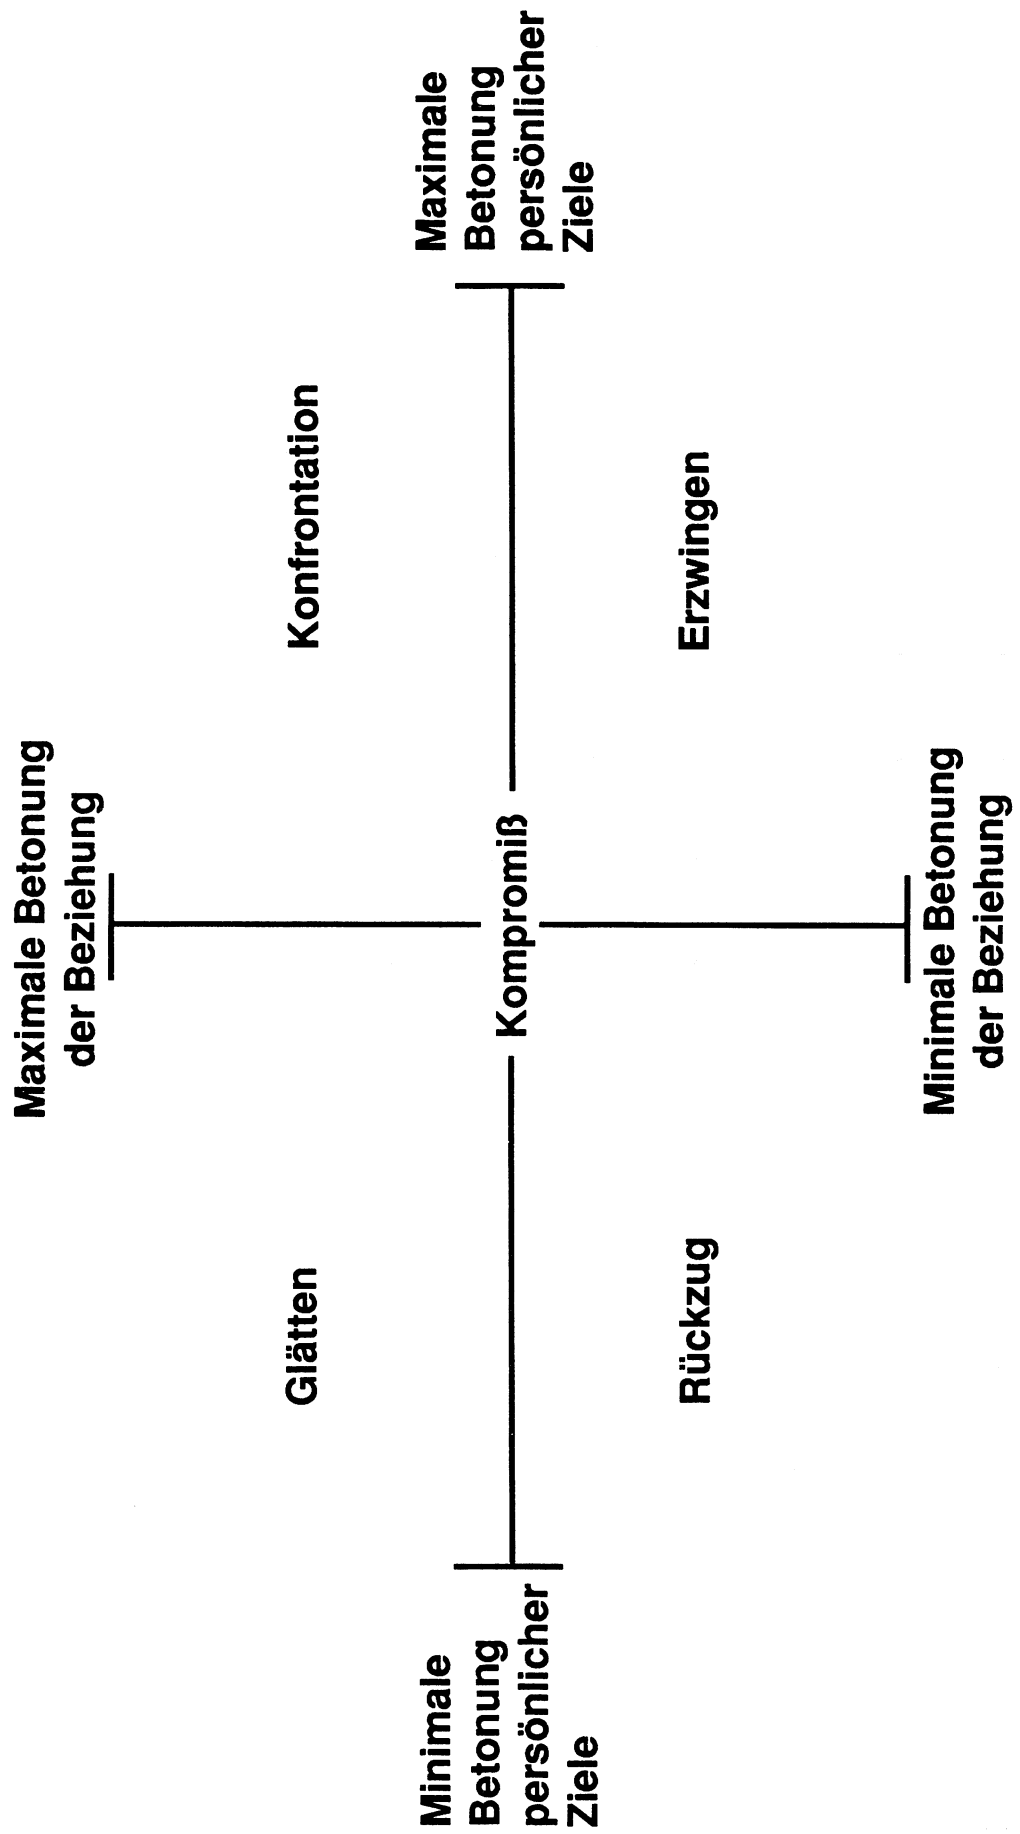 Maximale Betonung
der Beziehung
Glätten
Konfrontation
Minimale
Betonung
persönlicher
Ziele
Kompromiß
Maximale
Betonung
persönlicher
Ziele
Rückzug
Erzwingen
Minimale Betonung
der Beziehung